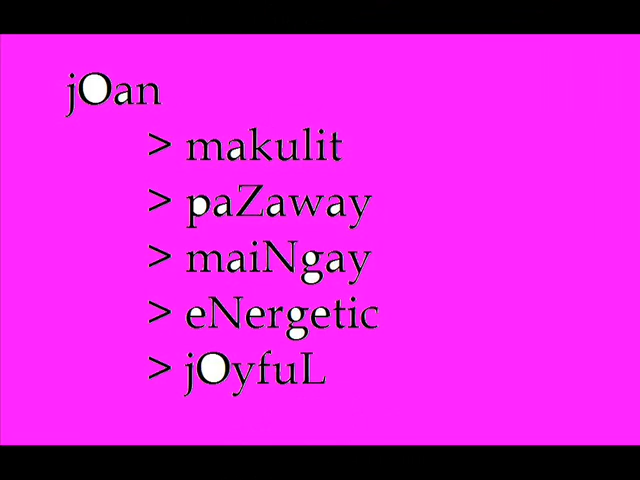 jOan
> makulit
> paZaway
> maiNgay
> eNergetic
> jOyfuL